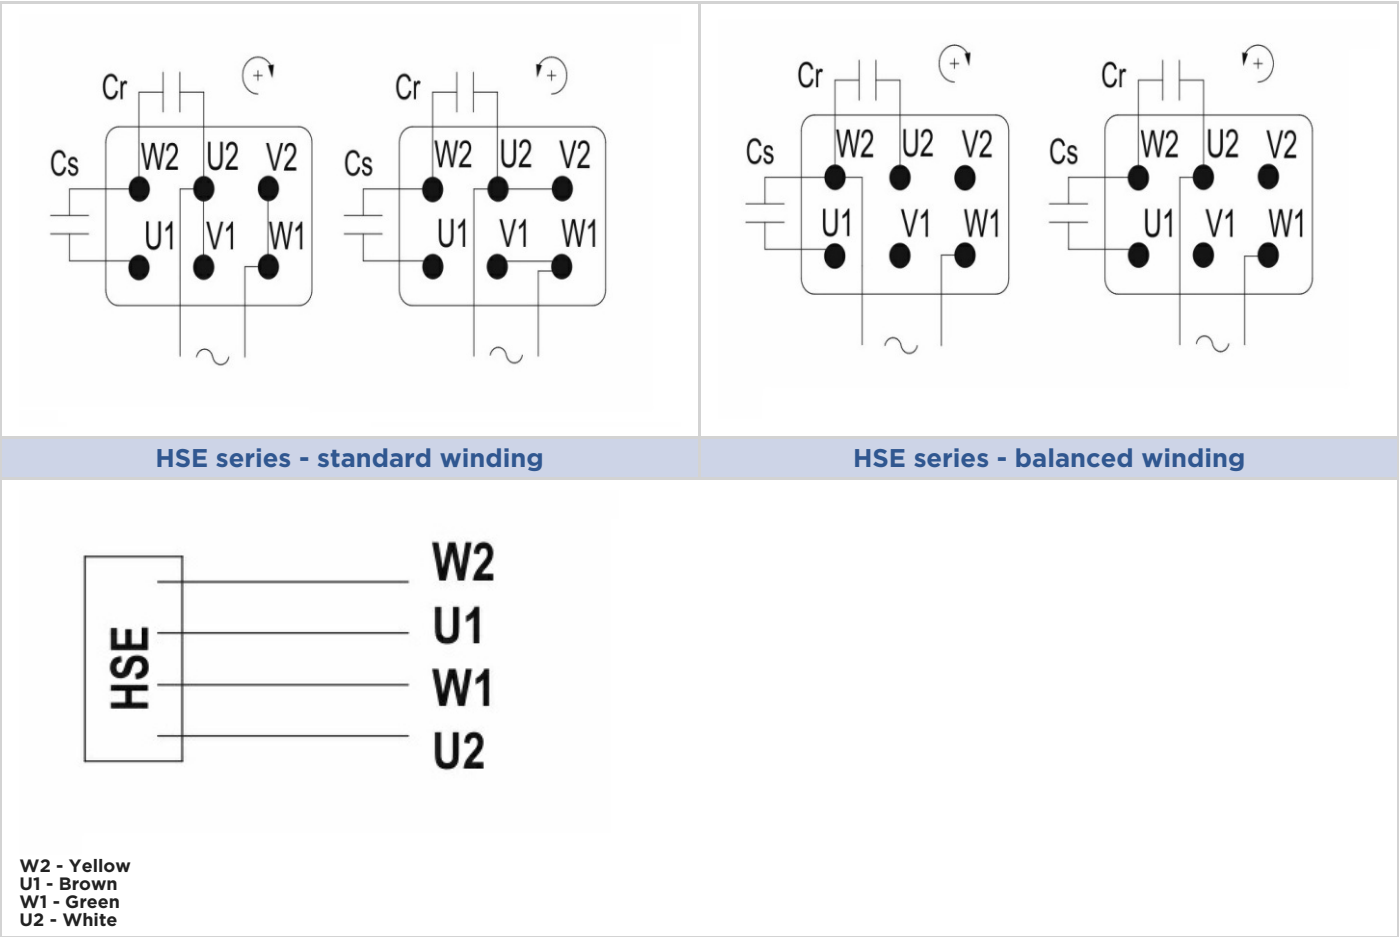 Cr
Cs
W2 U2 V2
U1 V1 W1
Cr
Cs
W2 U2 V2
U1 V1 W1
HSE series - standard winding
Cr
Cs
W2 U2 V2
U1 V1 W1
Cr
Cs
W2 U2 V2
U1 V1 W1
HSE series - balanced winding
HSE
W2
U1
W1
U2
W2 - Yellow
U1 - Brown
W1 - Green
U2 - White